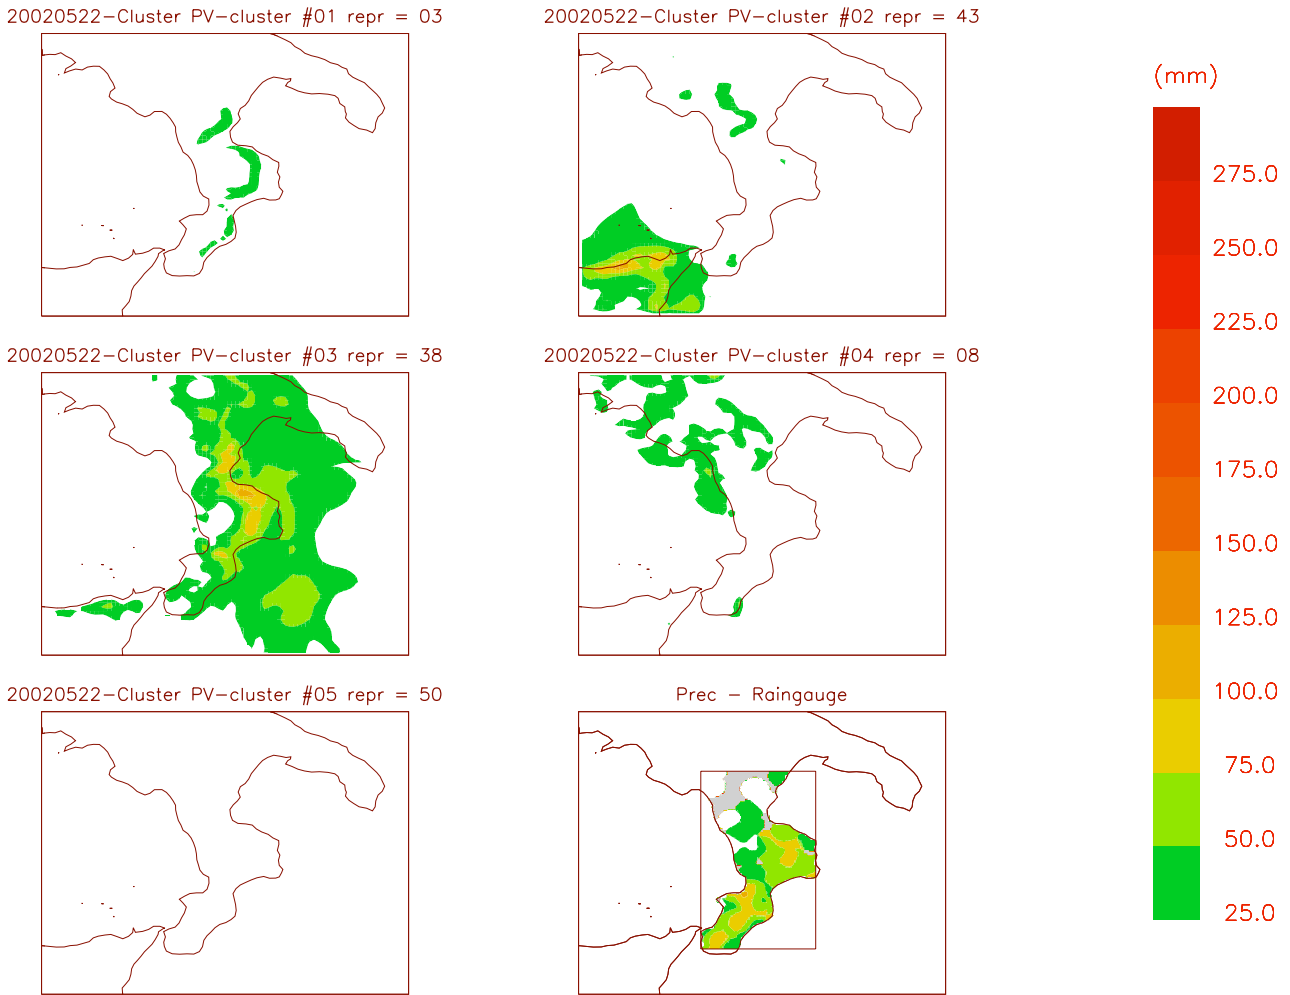 20020522-Cluster PV-cluster #01 repr = 03
20020522-Cluster PV-cluster #02 repr = 43
(mm)
275.0
250.0
225.0
200.0
175.0
150.0
125.0
100.0
75.0
50.0
25.0
20020522-Cluster PV-cluster #03 repr = 38
20020522-Cluster PV-cluster #04 repr = 08
20020522-Cluster PV-cluster #05 repr = 50
Prec - Raingauge